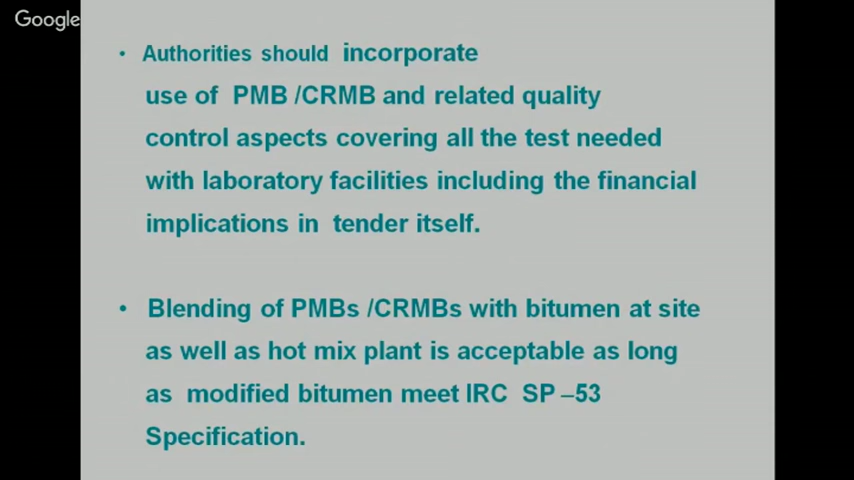 Google
• Authorities should incorporate
use of PMB /CRMB and related quality
control aspects covering all the test needed
with laboratory facilities including the financial
implications in tender itself.
• Blending of PMBs /CRMBs with bitumen at site
as well as hot mix plant is acceptable as long
as modified bitumen meet IRC SP –53
Specification.